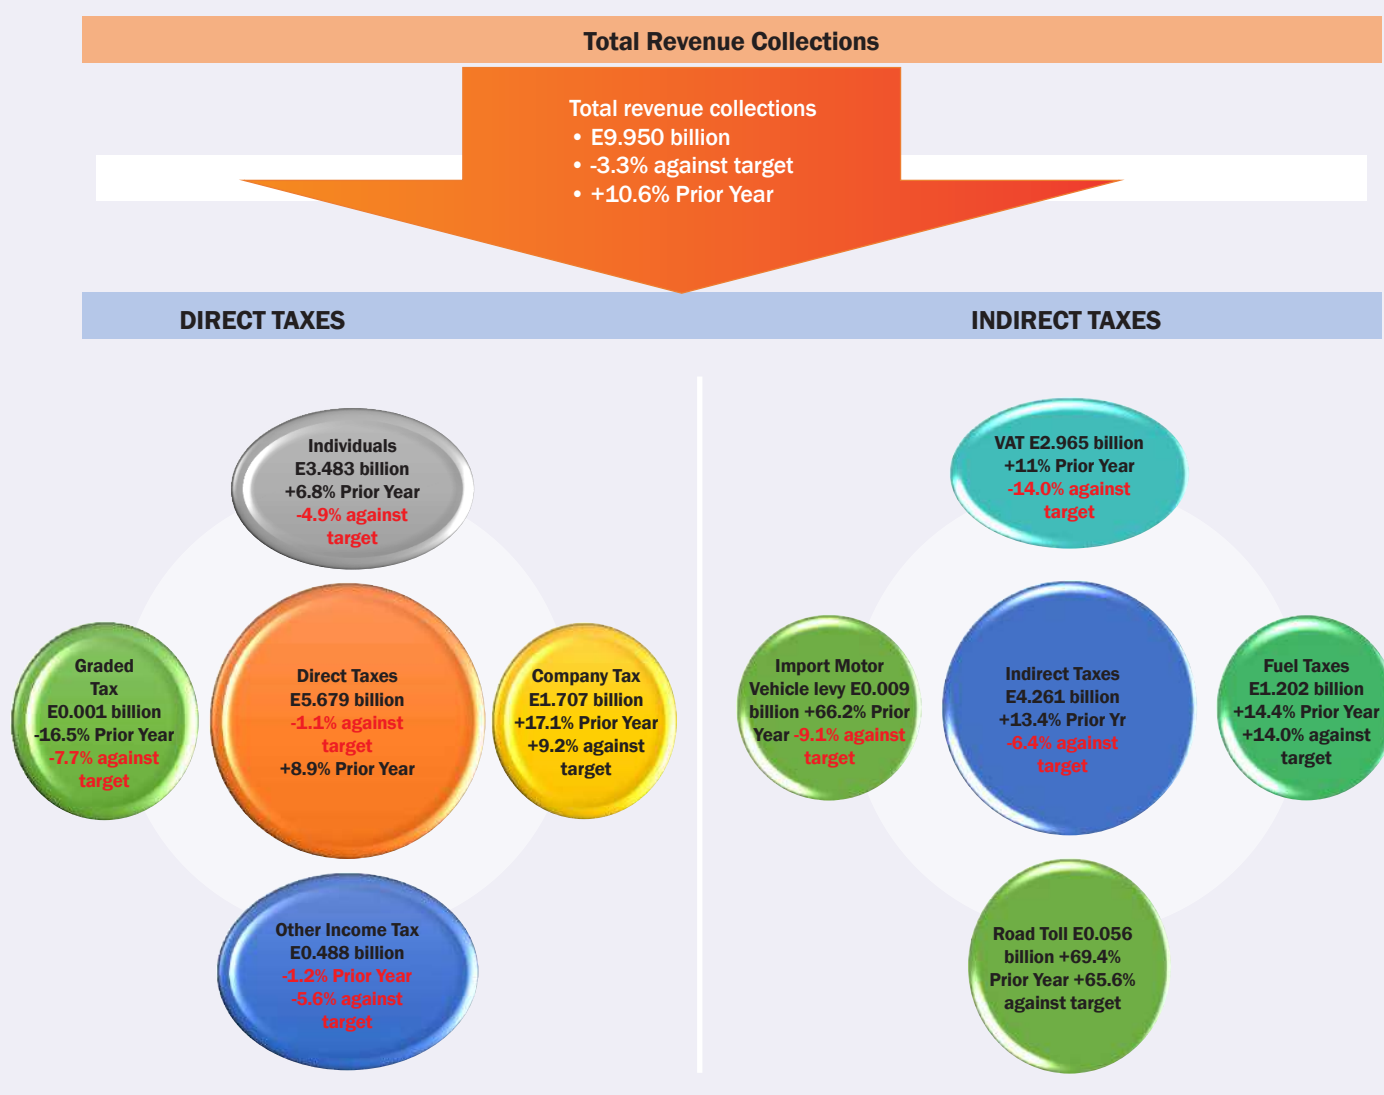 Total Revenue Collections
Total revenue collections
• E9.950 billion
• -3.3% against target
• +10.6% Prior Year
DIRECT TAXES
INDIRECT TAXES
Individuals
E3.483 billion
+6.8% Prior Year
-4.9% against
target
Graded
Tax
E0.001 billion
-16.5% Prior Year
-7.7% against
target
Direct Taxes
E5.679 billion
-1.1% against
target
+8.9% Prior Year
Company Tax
E1.707 billion
+17.1% Prior Year
+9.2% against
target
Other Income Tax
E0.488 billion
-1.2% Prior Year
-5.6% against
target
VAT E2.965 billion
+11% Prior Year
-14.0% against
target
Import Motor
Vehicle levy E0.009
billion +66.2% Prior
Year -9.1% against
target
Indirect Taxes
E4.261 billion
+13.4% Prior Yr
-6.4% against
target
Fuel Taxes
E1.202 billion
+14.4% Prior Year
+14.0% against
target
Road Toll E0.056
billion +69.4%
Prior Year +65.6%
against target